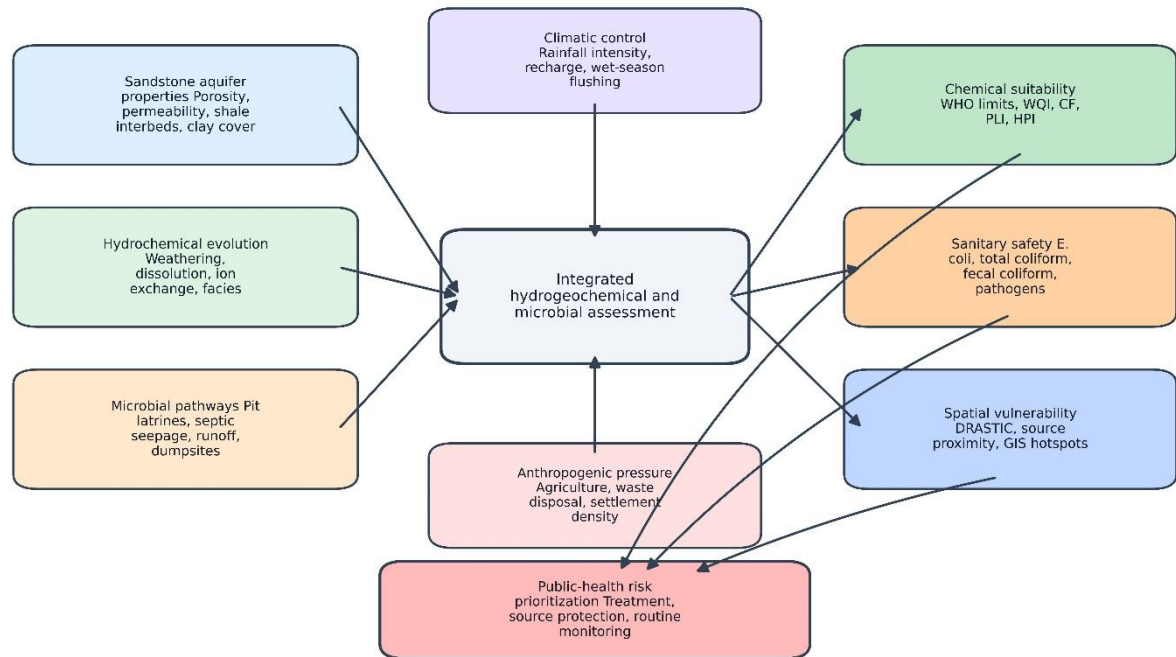 Climatic control
Rainfall intensity,
recharge, wet-season
flushing
Sandstone aquifer
properties Porosity,
permeability, shale
interbeds, clay cover
Chemical suitability
WHO limits, WQI, CF,
PLI, HPI
Hydrochemical evolution
Weathering,
dissolution, ion
exchange, facies
Integrated
hydrogeochemical and
microbial assessment
Sanitary safety E.
coli, total coliform,
fecal coliform,
pathogens
Microbial pathways Pit
latrines, septic
seepage, runoff,
dumpsites
Anthropogenic pressure
Agriculture, waste
disposal, settlement
density
Spatial vulnerability
DRASTIC, source
proximity, GIS hotspots
Public-health risk
prioritization Treatment,
source protection, routine
monitoring